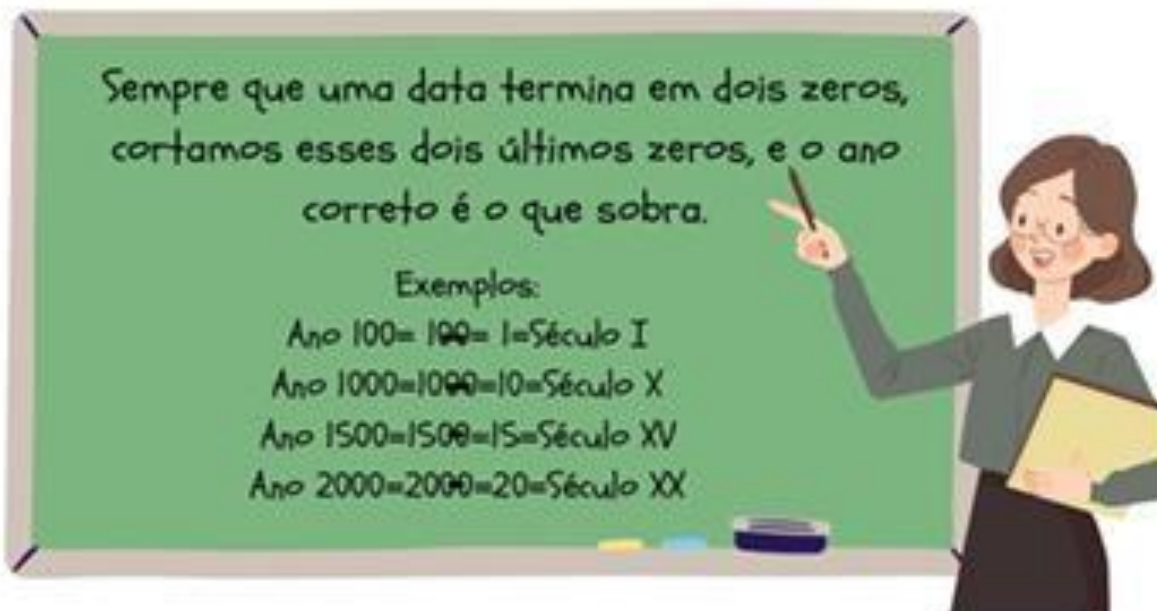 Sempre que uma data termina em dois zeros,
cortamos esses dois últimos zeros, e o ano
correto é o que sobra.
Exemplos:
Ano 100= 100= 1=Século I
Ano 1000=1000=10=Século X
Ano 1500=1500=15=Século XV
Ano 2000=2000=20=Século XX